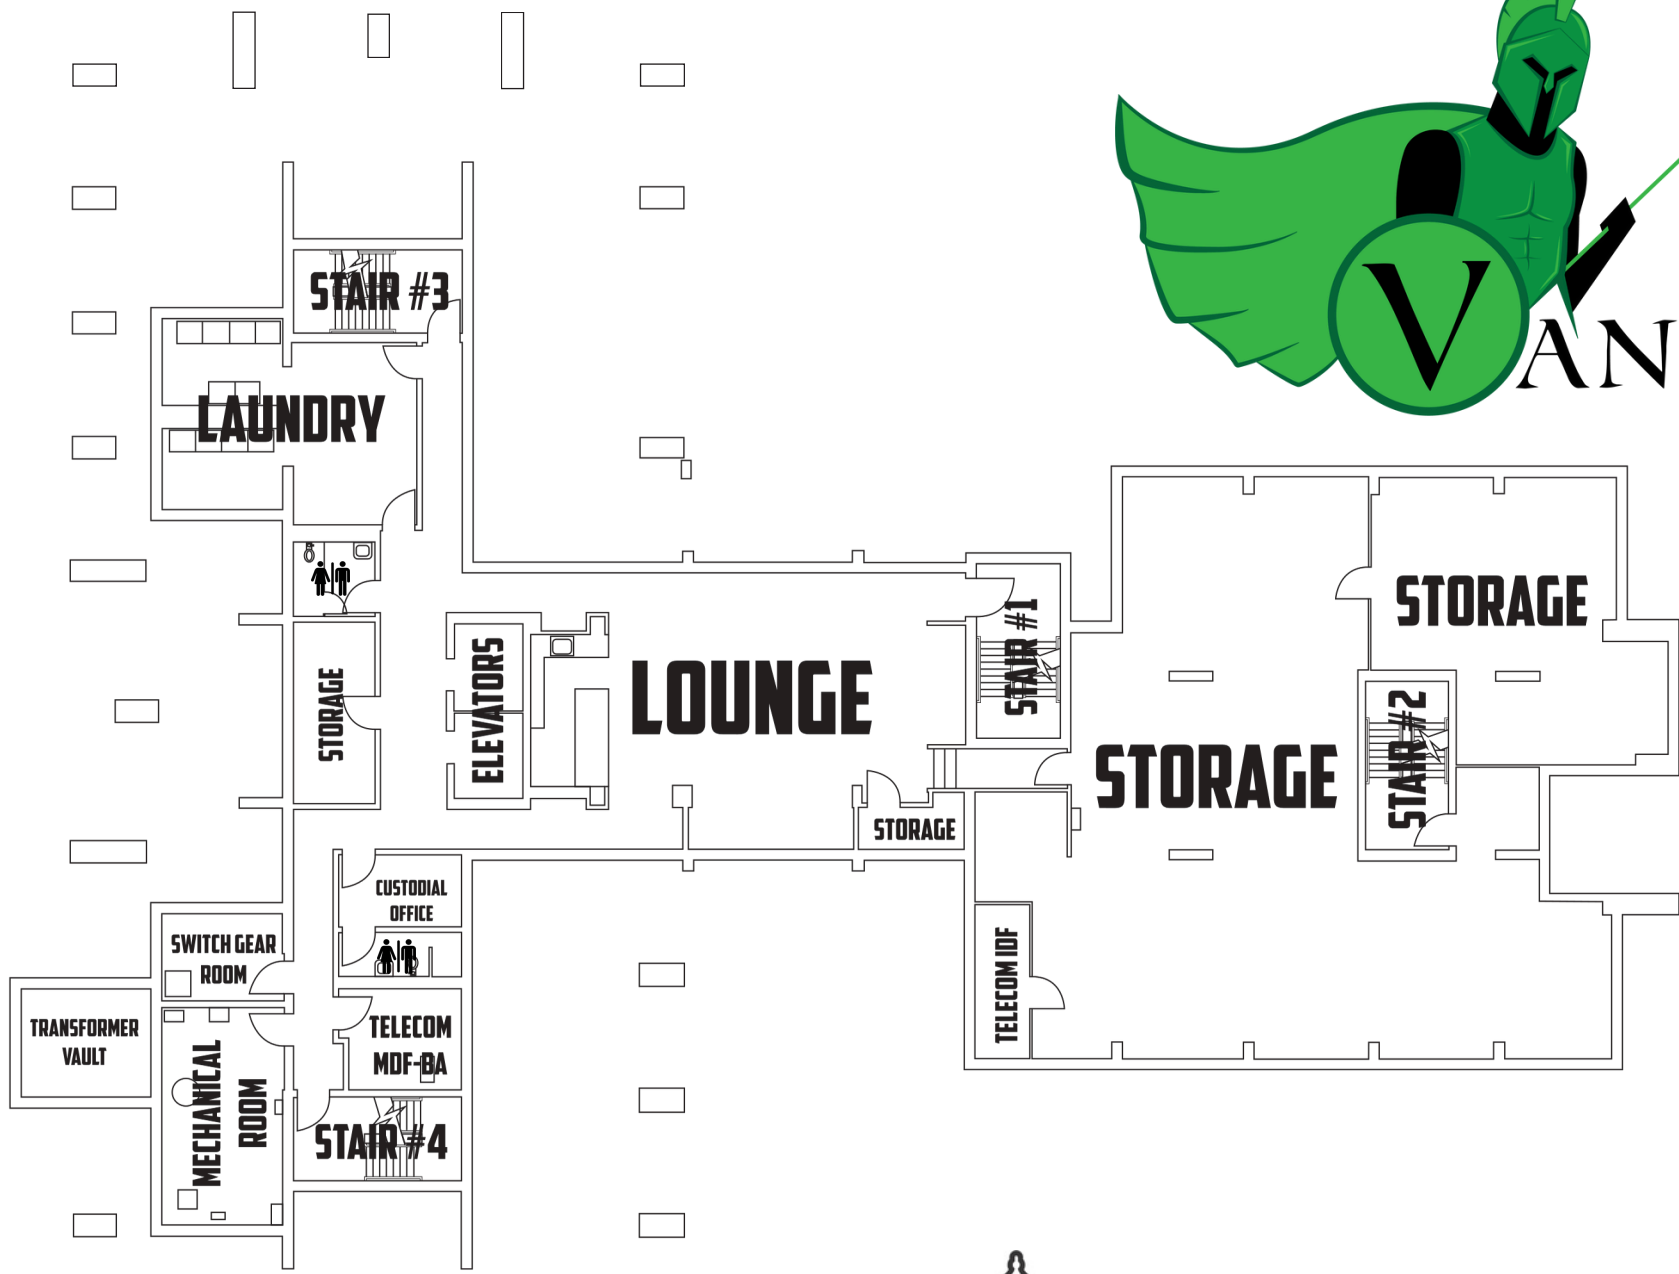 VAN
STAIR #3
LAUNDRY
STORAGE
STAIR #1
STORAGE
ELEVATORS
LOUNGE
STORAGE
STAIR #2
STORAGE
CUSTODIAL
OFFICE
SWITCH GEAR
ROOM
TELECOM IDF
TRANSFORMER
VAULT
TELECOM
MDF-BA
MECHANICAL
ROOM
STAIR #4